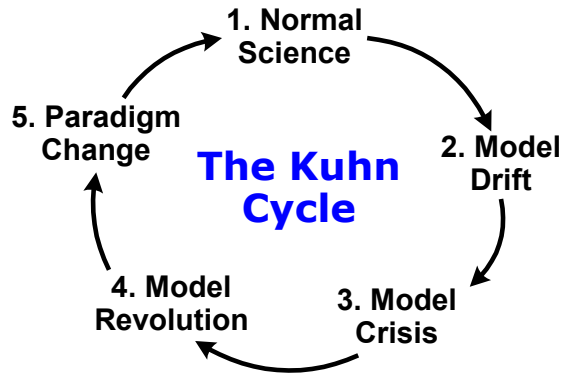 1. Normal
Science
2. Model
Drift
3. Model
Crisis
4. Model
Revolution
5. Paradigm
Change
The Kuhn
Cycle